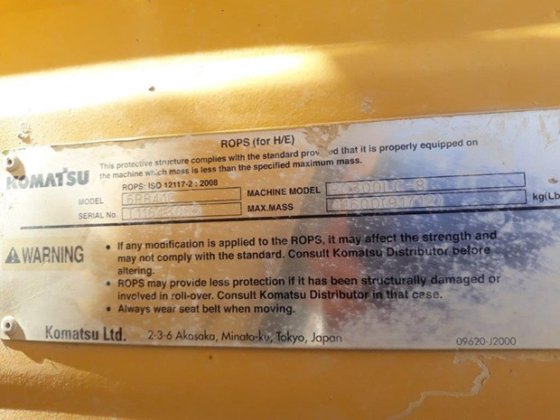 ROPS (for H/E)
This protective structure complies with the standard provided that it is properly equipped on
the machine which mass is less than the specified maximum mass.
KOMATSU
ROPS: ISO 12117-2 : 2008
MODEL MACHINE MODEL
SERIAL No. MAX.MASS kg(Lb
WARNING
• If any modification is applied to the ROPS, it may affect the strength and
may not comply with the standard. Consult Komatsu Distributor before
altering.
• ROPS may provide less protection if it has been structurally damaged or
involved in roll-over. Consult Komatsu Distributor in that case.
• Always wear seat belt when moving.
Komatsu Ltd. 2-3-6 Akasaka, Minato-ku, Tokyo, Japan
09620-J2000